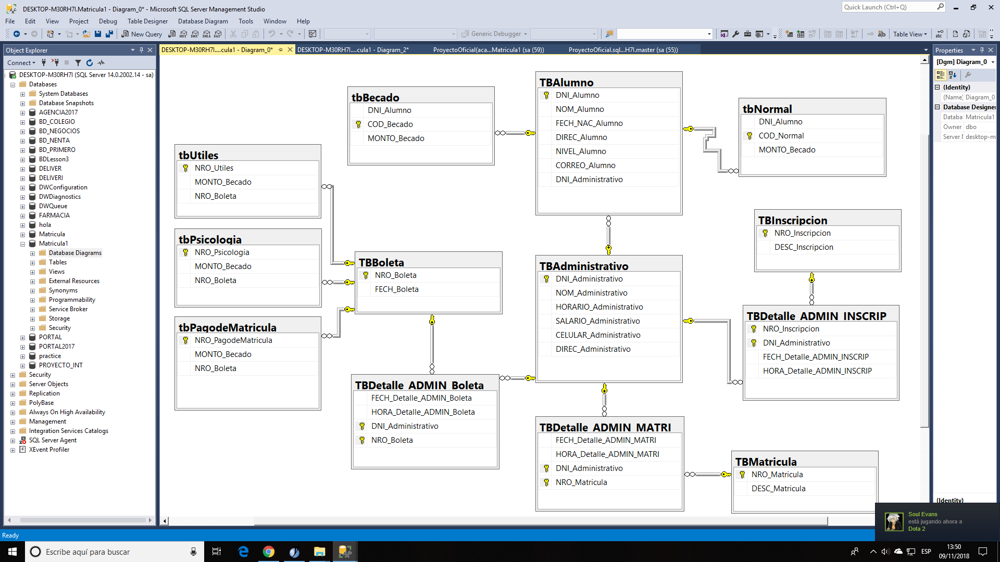 DESKTOP-M30RH7I.Matricula1 - Diagram_0* - Microsoft SQL Server Management Studio
Quick Launch (Ctrl+Q)
File Edit View Project Debug Table Designer Database Diagram Tools Window Help
New Query
MDX DMX XMLA DAX
Generic Debugger
Table View
Object Explorer
DESKTOP-M30RH7I....cula1 - Diagram_0*
DESKTOP-M30RH7I....cula1 - Diagram_2*
ProyectoOficial(aca...Matricula1 (sa (59))
ProyectoOficial.sql...H7I.master (sa (55))
Connect
DESKTOP-M30RH7I (SQL Server 14.0.2002.14 - sa)
Databases
System Databases
Database Snapshots
AGENCIA2017
BD_COLEGIO
BD_NEGOCIOS
BD_NENTA
BD_PRIMERO
BDLesson3
DELIVER
DELIVERI
DWConfiguration
DWDiagnostics
DWQueue
FARMACIA
hola
Matricula
Matricula1
Database Diagrams
Tables
Views
External Resources
Synonyms
Programmability
Service Broker
Storage
Security
PORTAL
PORTAL2017
practice
PROYECTO_INT
Security
Server Objects
Replication
PolyBase
Always On High Availability
Management
Integration Services Catalogs
SQL Server Agent
XEvent Profiler
tbUtiles
NRO_Utiles
MONTO_Becado
NRO_Boleta
tbPsicologia
NRO_Psicologia
MONTO_Becado
NRO_Boleta
tbPagodeMatricula
NRO_PagodeMatricula
MONTO_Becado
NRO_Boleta
tbBecado
DNI_Alumno
COD_Becado
MONTO_Becado
TBBoleta
NRO_Boleta
FECH_Boleta
TBDetalle_ADMIN_Boleta
FECH_Detalle_ADMIN_Boleta
HORA_Detalle_ADMIN_Boleta
DNI_Administrativo
NRO_Boleta
TBAlumno
DNI_Alumno
NOM_Alumno
FECH_NAC_Alumno
DIREC_Alumno
NIVEL_Alumno
CORREO_Alumno
DNI_Administrativo
TBAdministrativo
DNI_Administrativo
NOM_Administrativo
HORARIO_Administrativo
SALARIO_Administrativo
CELULAR_Administrativo
DIREC_Administrativo
TBDetalle_ADMIN_MATRI
FECH_Detalle_ADMIN_MATRI
HORA_Detalle_ADMIN_MATRI
DNI_Administrativo
NRO_Matricula
tbNormal
DNI_Alumno
COD_Normal
MONTO_Becado
TBInscripcion
NRO_Inscripcion
DESC_Inscripcion
TBDetalle_ADMIN_INSCRIP
NRO_Inscripcion
DNI_Administrativo
FECH_Detalle_ADMIN_INSCRIP
HORA_Detalle_ADMIN_INSCRIP
TBMatricula
NRO_Matricula
DESC_Matricula
Properties
[Dgm] Diagram_0
(Identity)
(Name) Diagram_0
Database Designer
Databa Matricula1
Owner dbo
Server desktop-m
(Identity)
Soul Evans
está jugando ahora a
Dota 2
Ready
Escribe aquí para buscar
ESP
13:50
09/11/2018